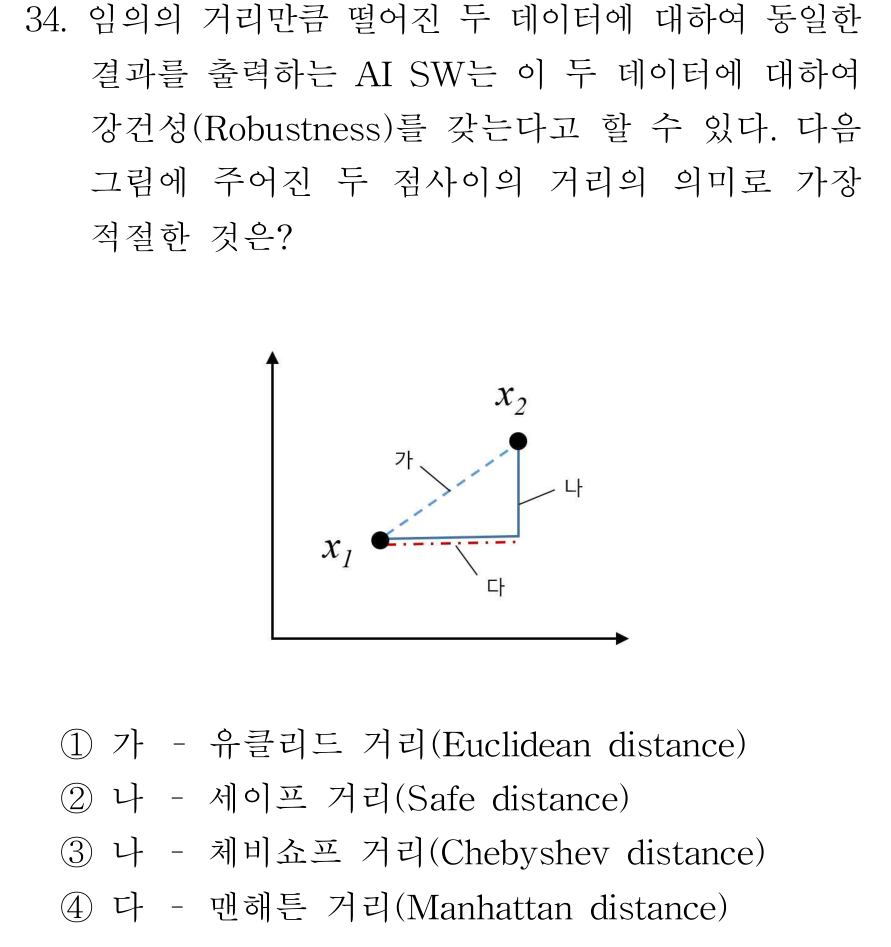 34. 임의의 거리만큼 떨어진 두 데이터에 대하여 동일한
결과를 출력하는 AI SW는 이 두 데이터에 대하여
강건성(Robustness)를 갖는다고 할 수 있다. 다음
그림에 주어진 두 점사이의 거리의 의미로 가장
적절한 것은?
x2
가
나
x1
다
① 가 - 유클리드 거리(Euclidean distance)
② 나 - 세이프 거리(Safe distance)
③ 나 - 체비쇼프 거리(Chebyshev distance)
④ 다 - 맨해튼 거리(Manhattan distance)